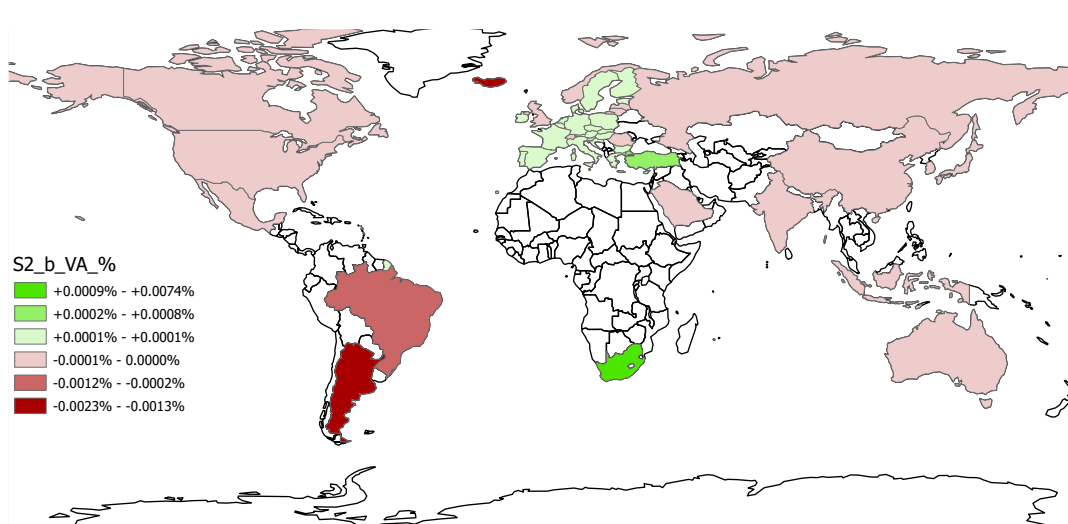 S2_b_VA_%
+0.0009% - +0.0074%
+0.0002% - +0.0008%
+0.0001% - +0.0001%
-0.0001% - 0.0000%
-0.0012% - -0.0002%
-0.0023% - -0.0013%